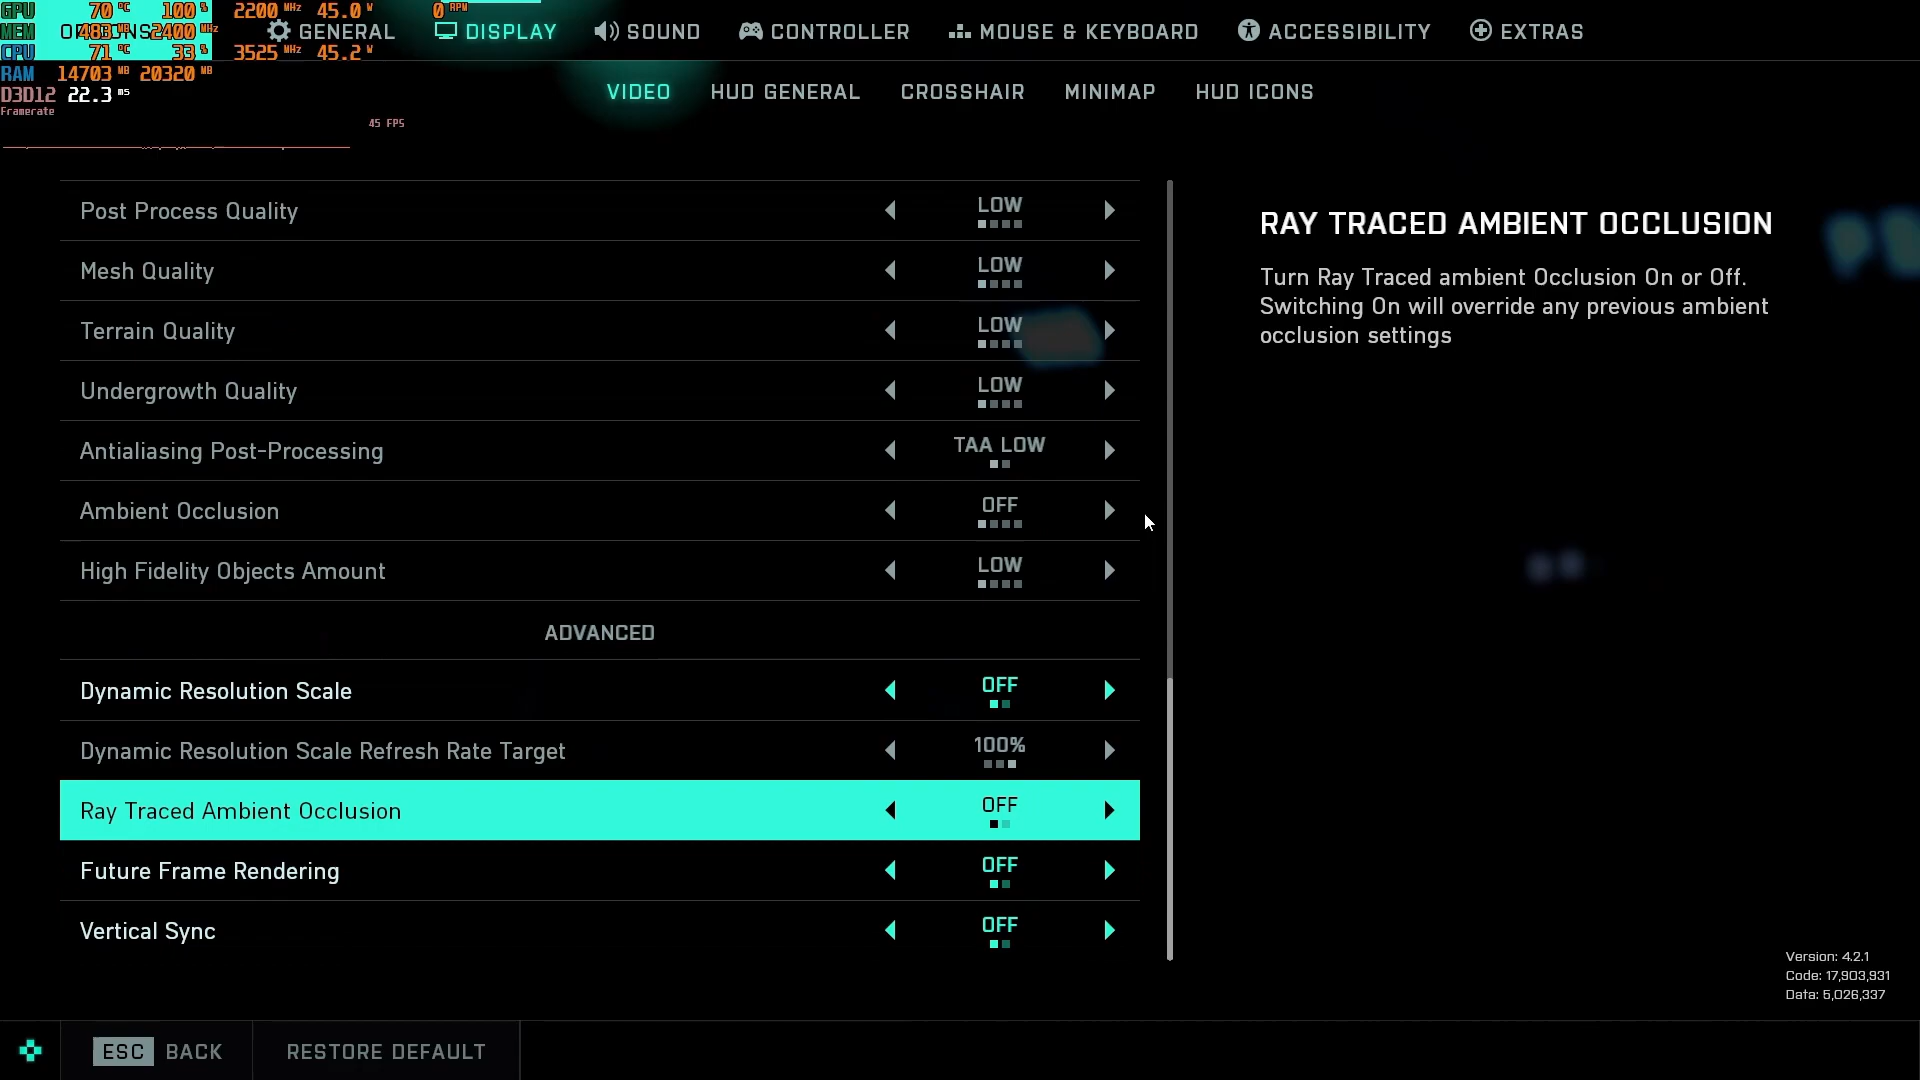 GPU 70 °C 100 % 2200 MHz 45.0 W 0 RPM
MEM 483 MB 2400 MHz
CPU 71 °C 33 % 3525 MHz 45.2 W
RAM 14703 MB 20320 MB
D3D12 22.3 ms
Framerate
45 FPS
OPTIONS
GENERAL
DISPLAY
SOUND
CONTROLLER
MOUSE & KEYBOARD
ACCESSIBILITY
EXTRAS
VIDEO
HUD GENERAL
CROSSHAIR
MINIMAP
HUD ICONS
Post Process Quality LOW
Mesh Quality LOW
Terrain Quality LOW
Undergrowth Quality LOW
Antialiasing Post-Processing TAA LOW
Ambient Occlusion OFF
High Fidelity Objects Amount LOW
ADVANCED
Dynamic Resolution Scale OFF
Dynamic Resolution Scale Refresh Rate Target 100%
Ray Traced Ambient Occlusion OFF
Future Frame Rendering OFF
Vertical Sync OFF
RAY TRACED AMBIENT OCCLUSION
Turn Ray Traced ambient Occlusion On or Off.
Switching On will override any previous ambient
occlusion settings
Version: 4.2.1
Code: 17,903,931
Data: 5,026,337
ESC BACK
RESTORE DEFAULT